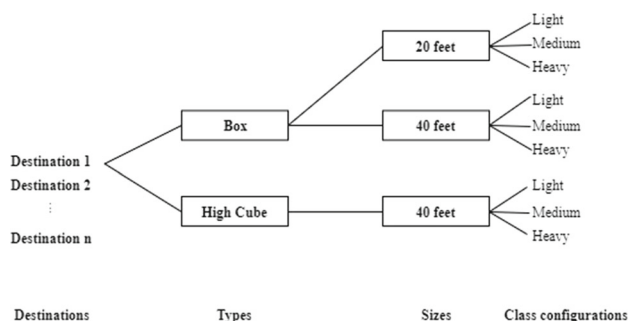 Light
20 feet
Medium
Heavy
Light
Box
40 feet
Medium
Heavy
Destination 1
Destination 2
⋮
Destination n
Light
High Cube
40 feet
Medium
Heavy
Destinations
Types
Sizes
Class configurations